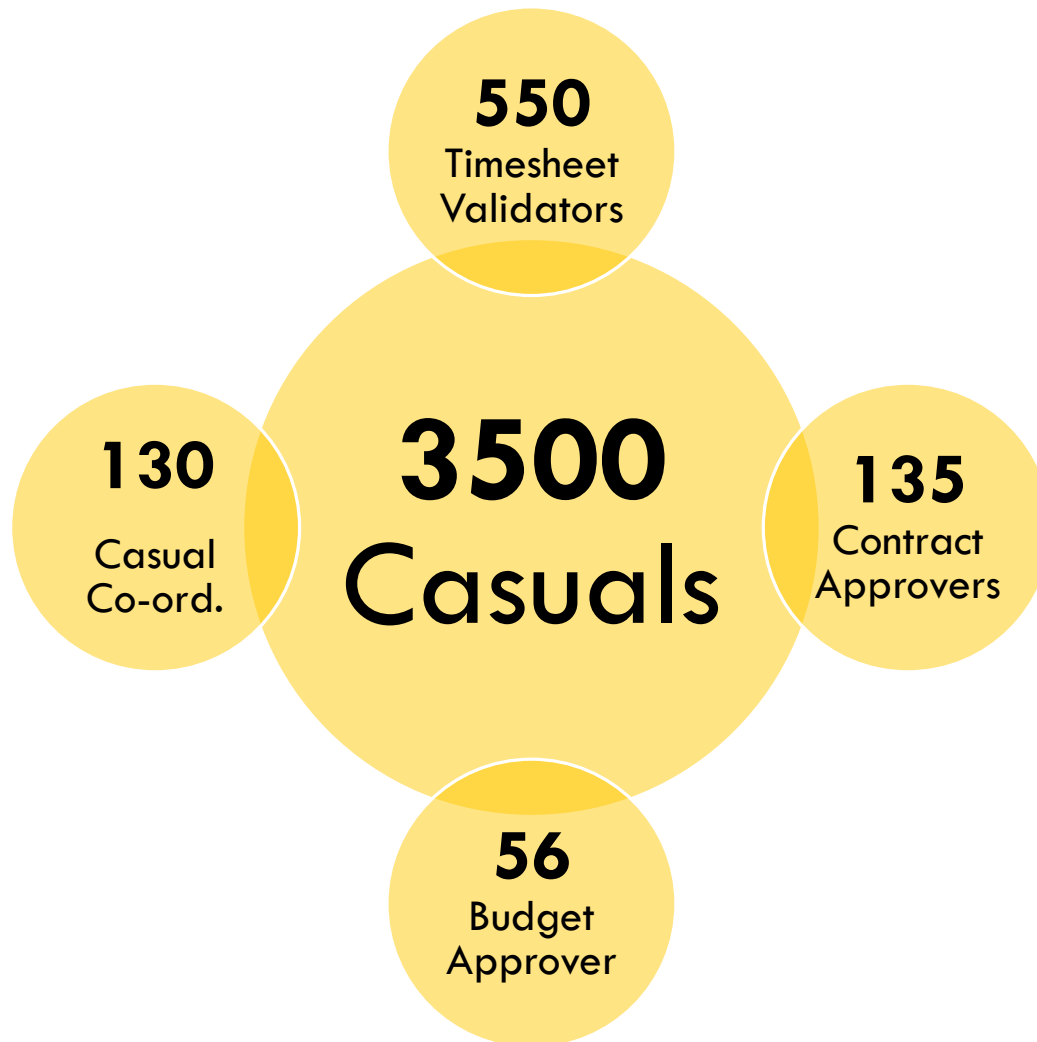 550
Timesheet
Validators
130
Casual
Co-ord.
3500
Casuals
135
Contract
Approvers
56
Budget
Approver